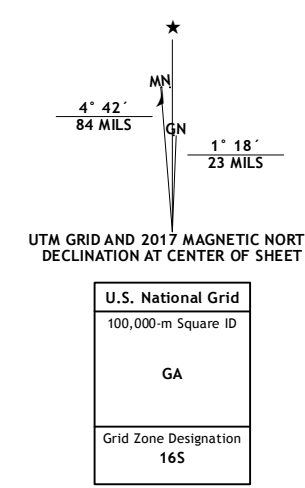 MN
4° 42´
84 MILS
GN
1° 18´
23 MILS
UTM GRID AND 2017 MAGNETIC NORT
DECLINATION AT CENTER OF SHEET
U.S. National Grid
100,000-m Square ID
GA
Grid Zone Designation
16S